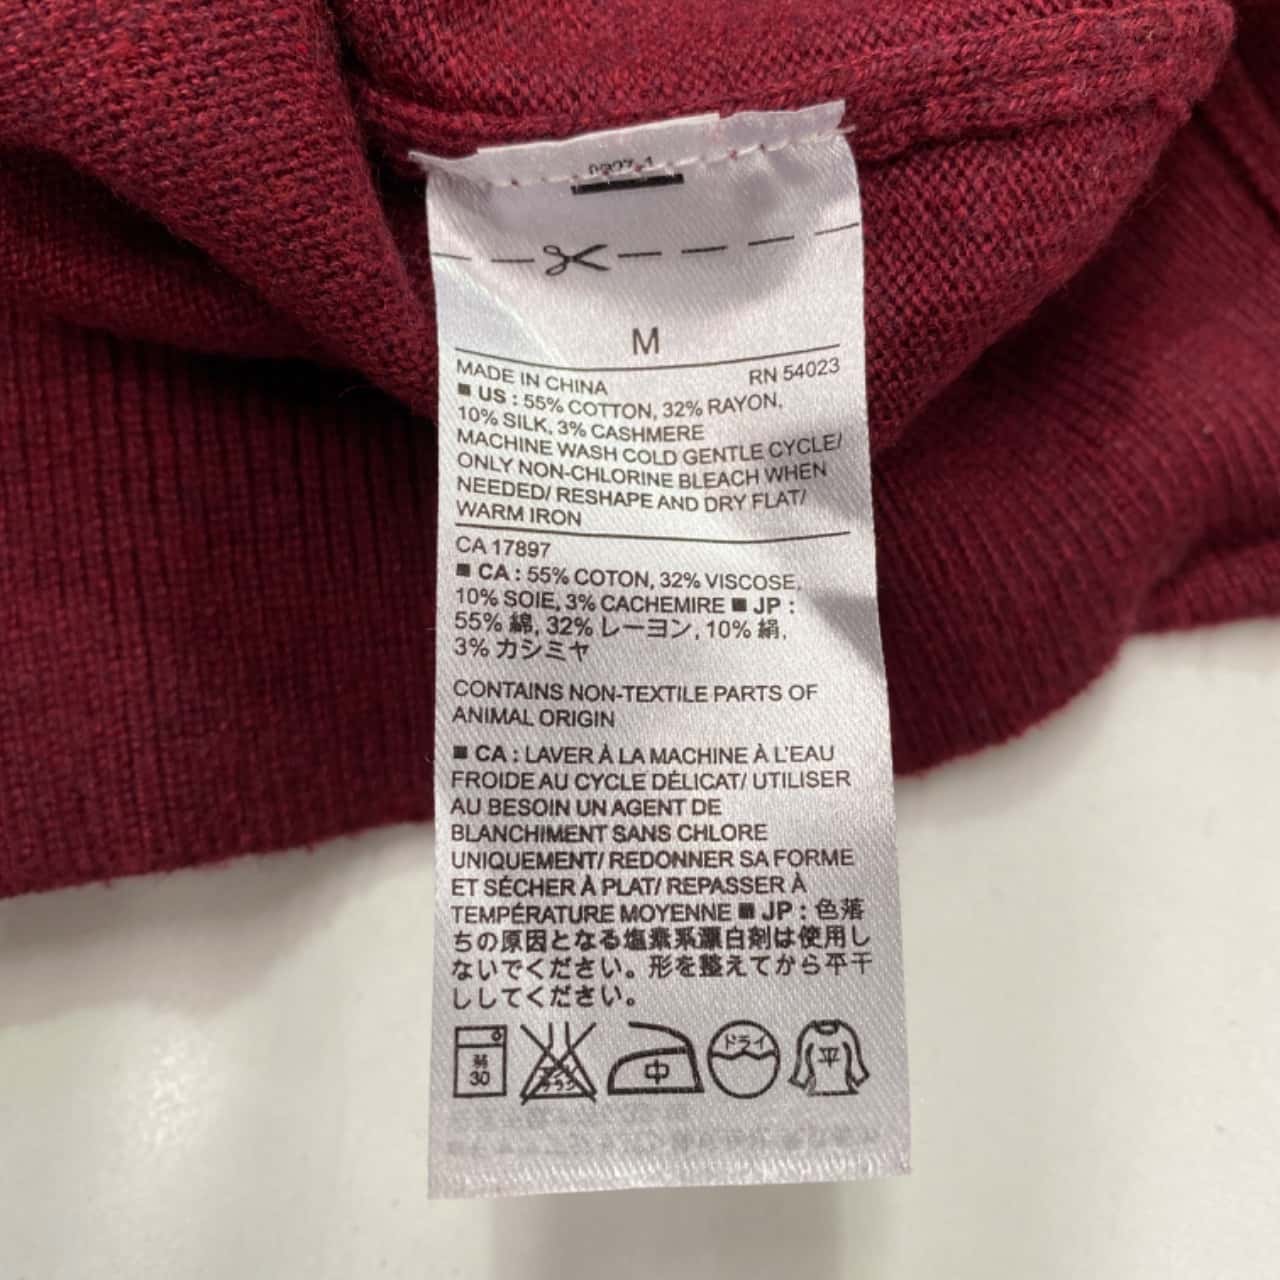 M
MADE IN CHINA RN 54023
■ US : 55% COTTON, 32% RAYON,
10% SILK, 3% CASHMERE
MACHINE WASH COLD GENTLE CYCLE/
ONLY NON-CHLORINE BLEACH WHEN
NEEDED/ RESHAPE AND DRY FLAT/
WARM IRON
CA 17897
■ CA : 55% COTON, 32% VISCOSE,
10% SOIE, 3% CACHEMIRE ■ JP :
55% 綿, 32% レーヨン, 10% 絹,
3% カシミヤ
CONTAINS NON-TEXTILE PARTS OF
ANIMAL ORIGIN
■ CA : LAVER À LA MACHINE À L'EAU
FROIDE AU CYCLE DÉLICAT/ UTILISER
AU BESOIN UN AGENT DE
BLANCHIMENT SANS CHLORE
UNIQUEMENT/ REDONNER SA FORME
ET SÉCHER À PLAT/ REPASSER À
TEMPÉRATURE MOYENNE ■ JP : 色落
ちの原因となる塩素系漂白剤は使用し
ないでください。形を整えてから平干
ししてください。
弱 30 中 ドライ 平